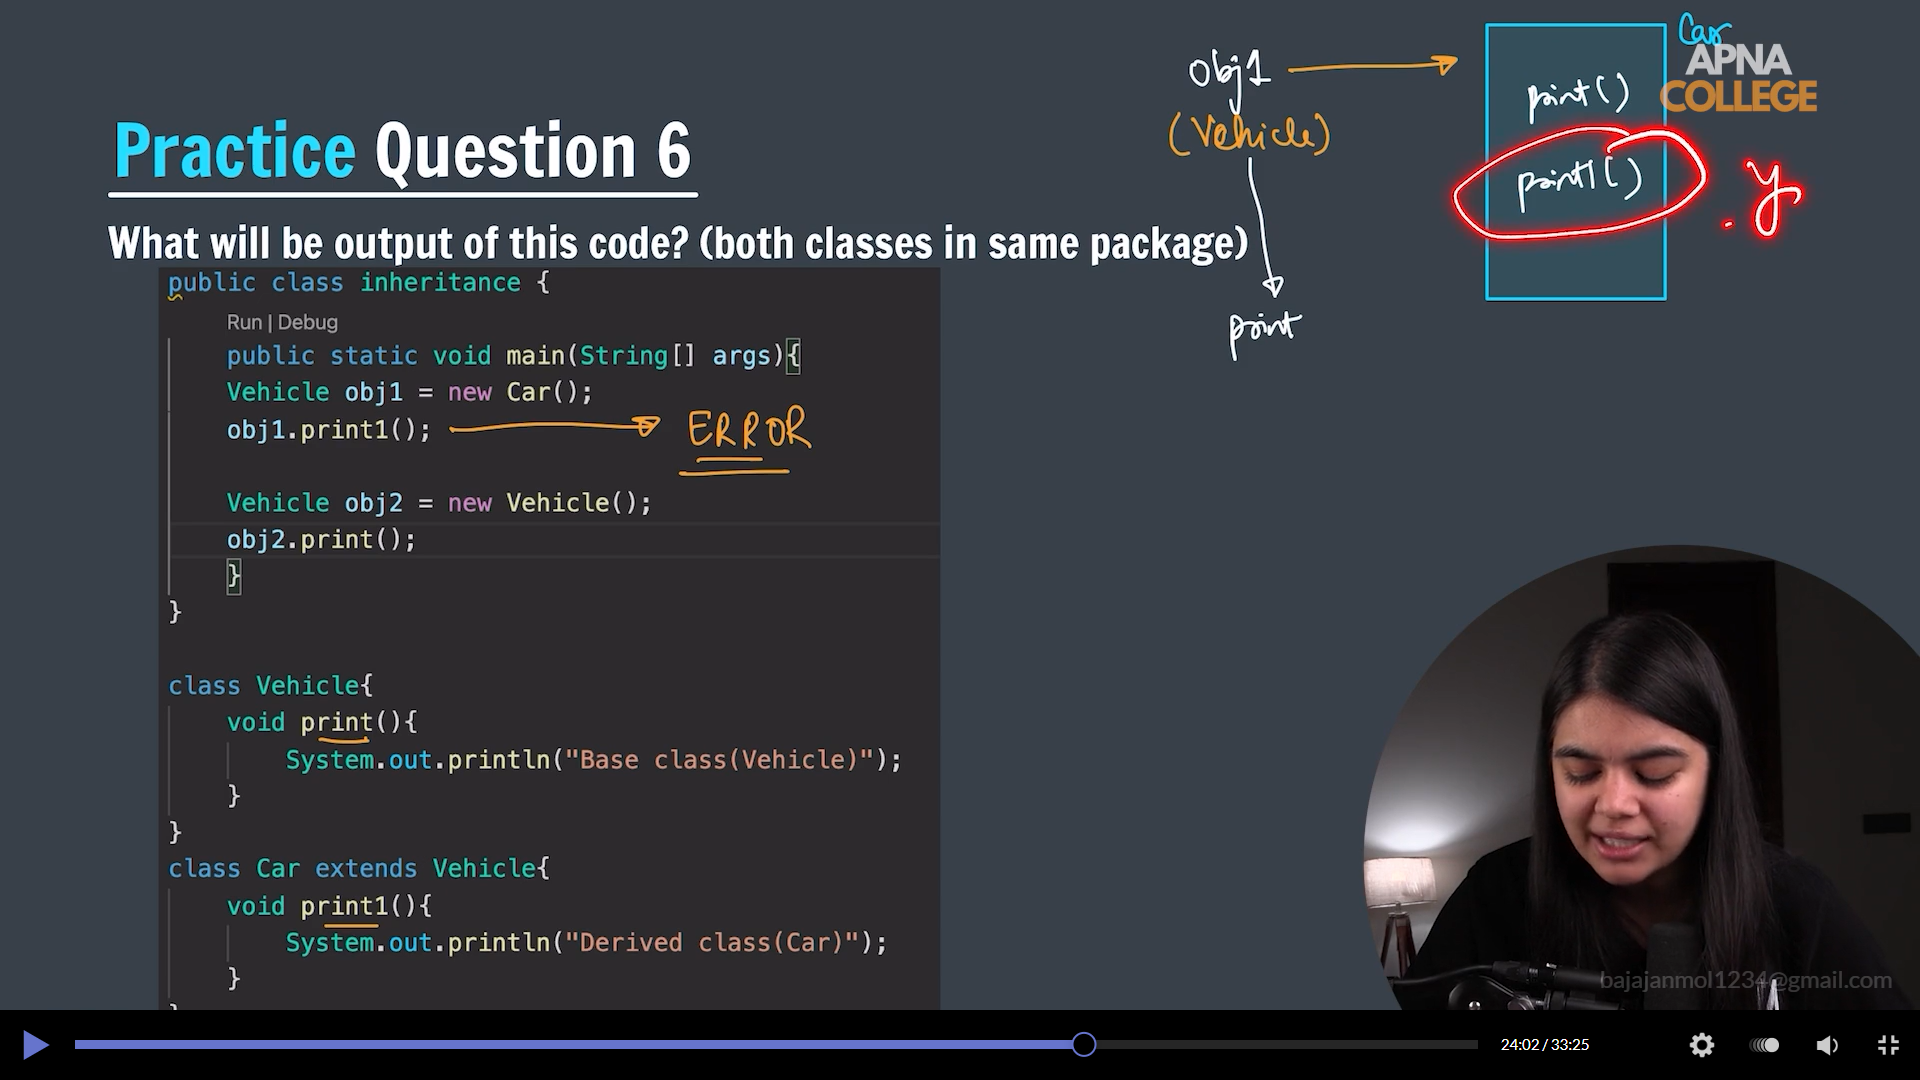 Practice Question 6
What will be output of this code? (both classes in same package)
public class inheritance {
Run | Debug
public static void main(String[] args){
Vehicle obj1 = new Car();
obj1.print1();
ERROR
Vehicle obj2 = new Vehicle();
obj2.print();
}
}
class Vehicle{
void print(){
System.out.println("Base class(Vehicle)");
}
}
class Car extends Vehicle{
void print1(){
System.out.println("Derived class(Car)");
}
obj1
(Vehicle)
print
Car
print()
print1()
. y
APNA
COLLEGE
bajajanmol1234@gmail.com
24:02 / 33:25